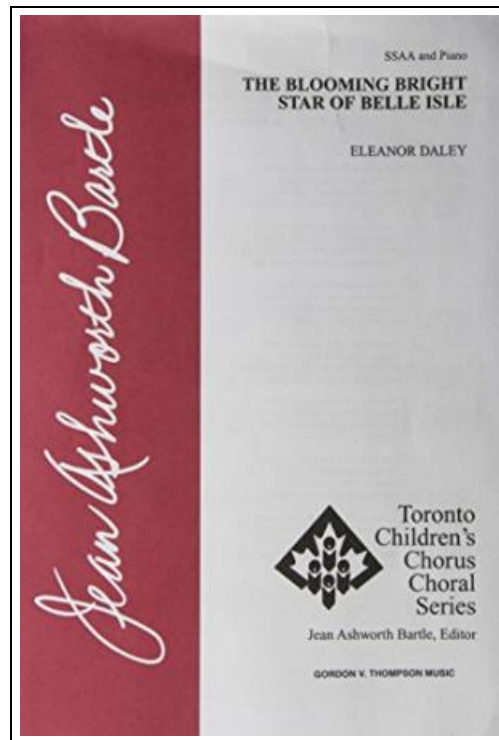 Jean Ashworth Bartle
SSAA and Piano
THE BLOOMING BRIGHT
STAR OF BELLE ISLE
ELEANOR DALEY
Toronto
Children's
Chorus
Choral
Series
Jean Ashworth Bartle, Editor
GORDON V. THOMPSON MUSIC